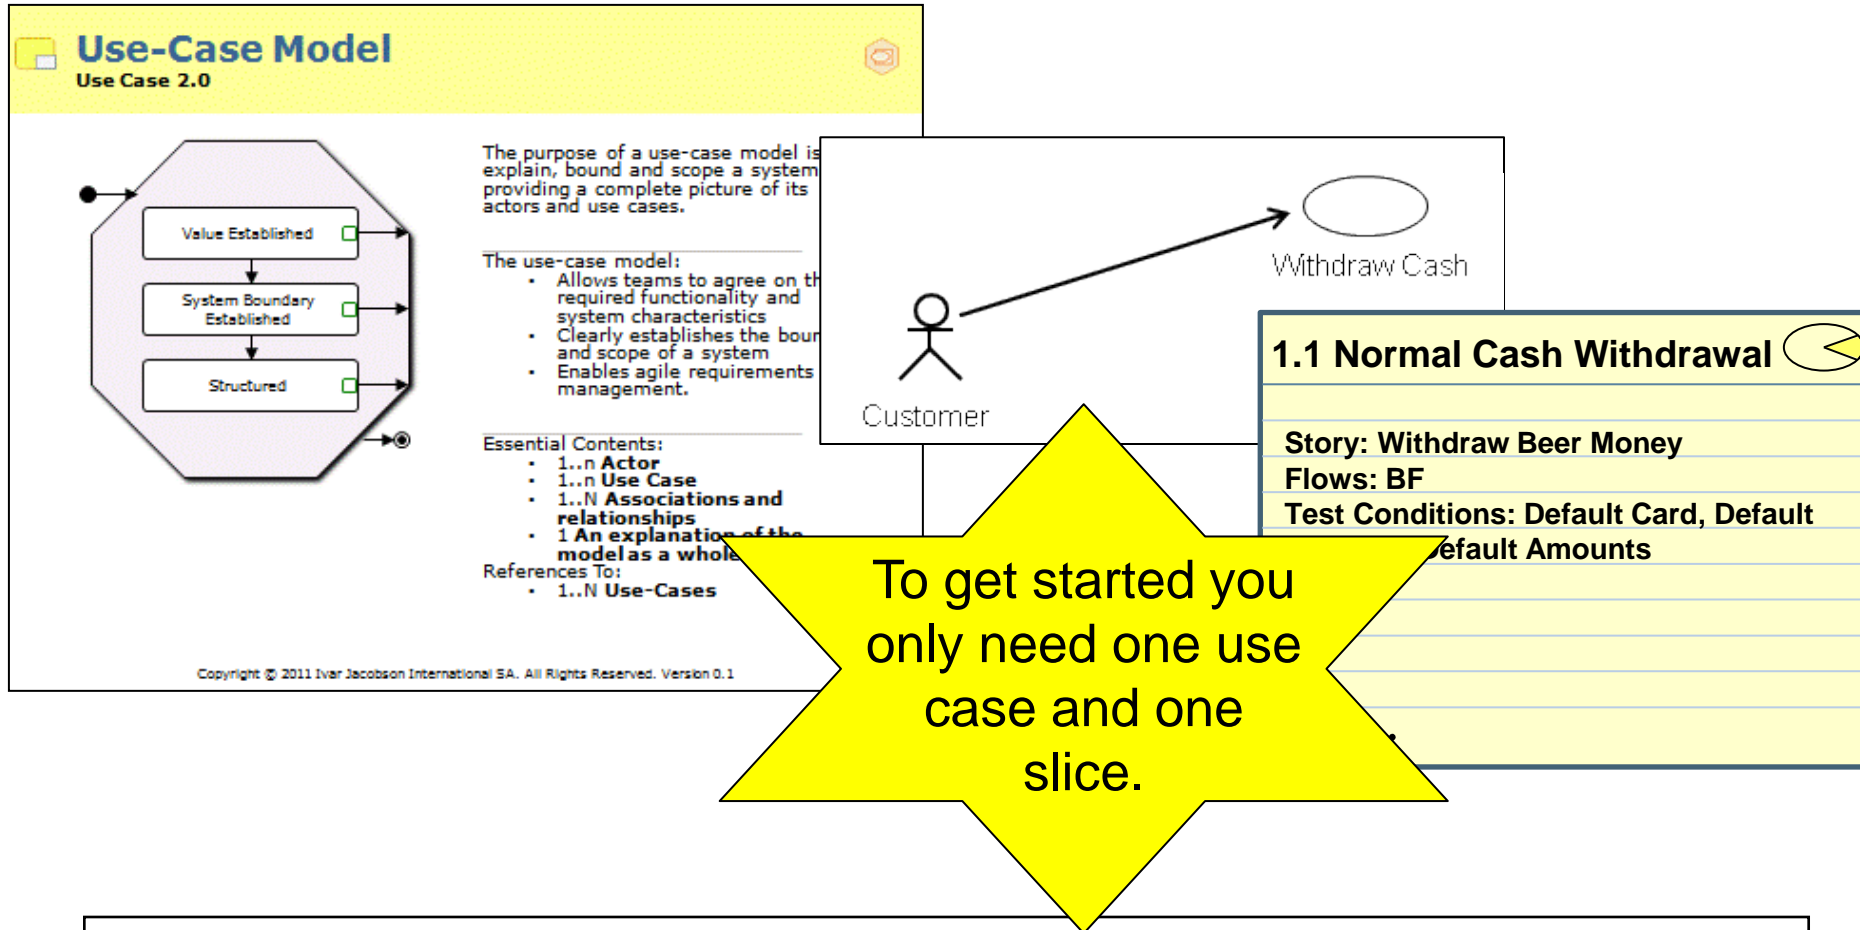 Use-Case Model
Use Case 2.0
Value Established
System Boundary
Established
Structured
The purpose of a use-case model is
explain, bound and scope a system
providing a complete picture of its
actors and use cases.
The use-case model:
• Allows teams to agree on th
required functionality and
system characteristics
• Clearly establishes the bour
and scope of a system
• Enables agile requirements
management.
Essential Contents:
• 1..n Actor
• 1..n Use Case
• 1..N Associations and
relationships
• 1 An explanation of the
model as a whole
References To:
• 1..N Use-Cases
Copyright © 2011 Ivar Jacobson International SA. All Rights Reserved. Version 0.1
Withdraw Cash
Customer
1.1 Normal Cash Withdrawal
Story: Withdraw Beer Money
Flows: BF
Test Conditions: Default Card, Default
Default Amounts
To get started you
only need one use
case and one
slice.